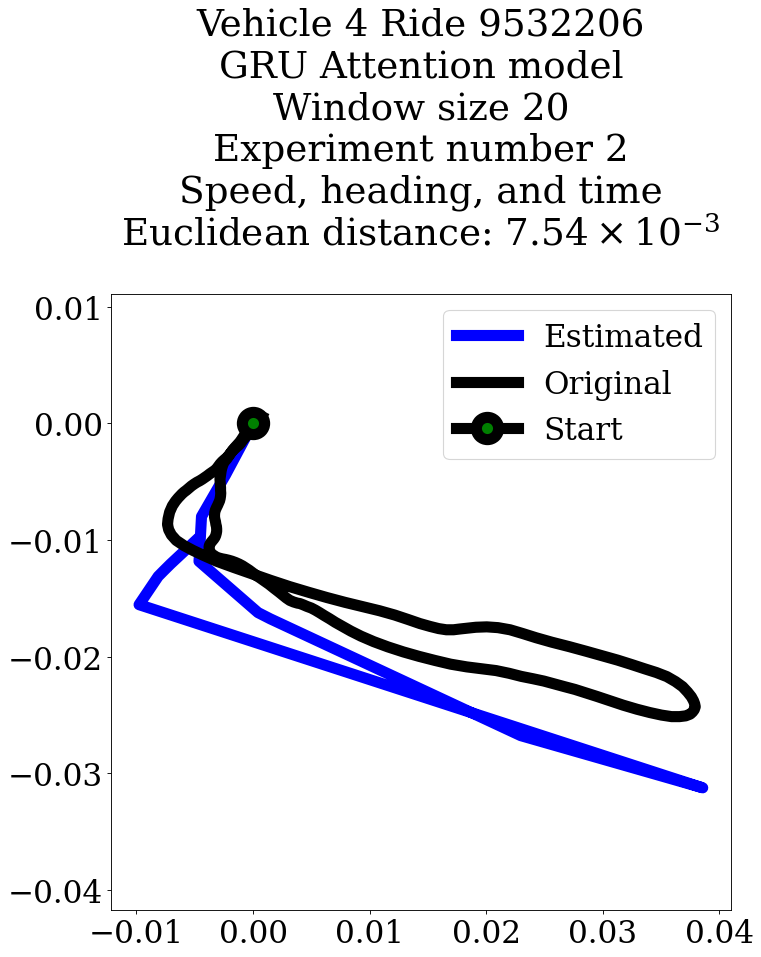 Vehicle 4 Ride 9532206
GRU Attention model
Window size 20
Experiment number 2
Speed, heading, and time
Euclidean distance: 7.54 × 10⁻³
Estimated
Original
Start
0.01
0.00
−0.01
−0.02
−0.03
−0.04
−0.01 0.00 0.01 0.02 0.03 0.04